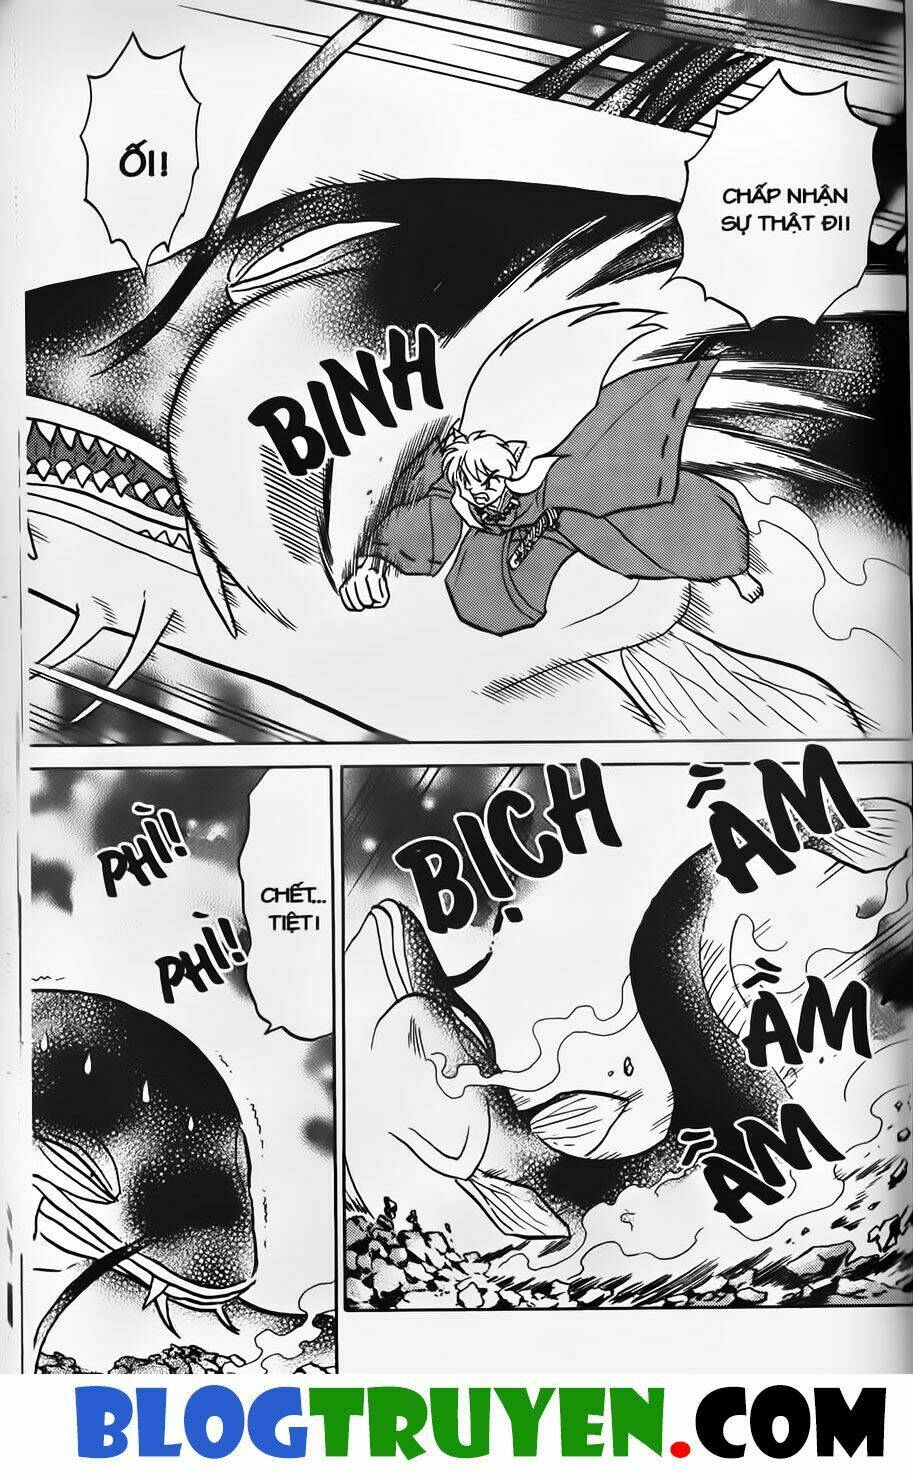 CHẤP NHẬN
SỰ THẬT ĐI!
ỐI!
BINH
BỊCH
ẦM
ẦM
ẦM
CHẾT...
TIỆT!
PHÌ!!
PHÌ!!
BLOGTRUYEN.COM